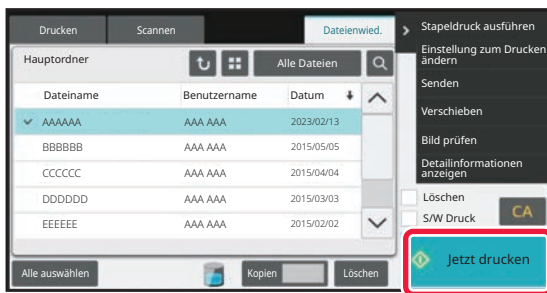 Drucken Scannen Dateienwied.
Hauptordner Alle Dateien
Dateiname Benutzername Datum
AAAAAA AAA AAA 2023/02/13
BBBBBB AAA AAA 2015/05/05
CCCCCC AAA AAA 2015/04/04
DDDDDD AAA AAA 2015/03/03
EEEEEE AAA AAA 2015/02/02
Alle auswählen Kopien Löschen
Stapeldruck ausführen
Einstellung zum Drucken
ändern
Senden
Verschieben
Bild prüfen
Detailinformationen
anzeigen
Löschen
S/W Druck CA
Jetzt drucken